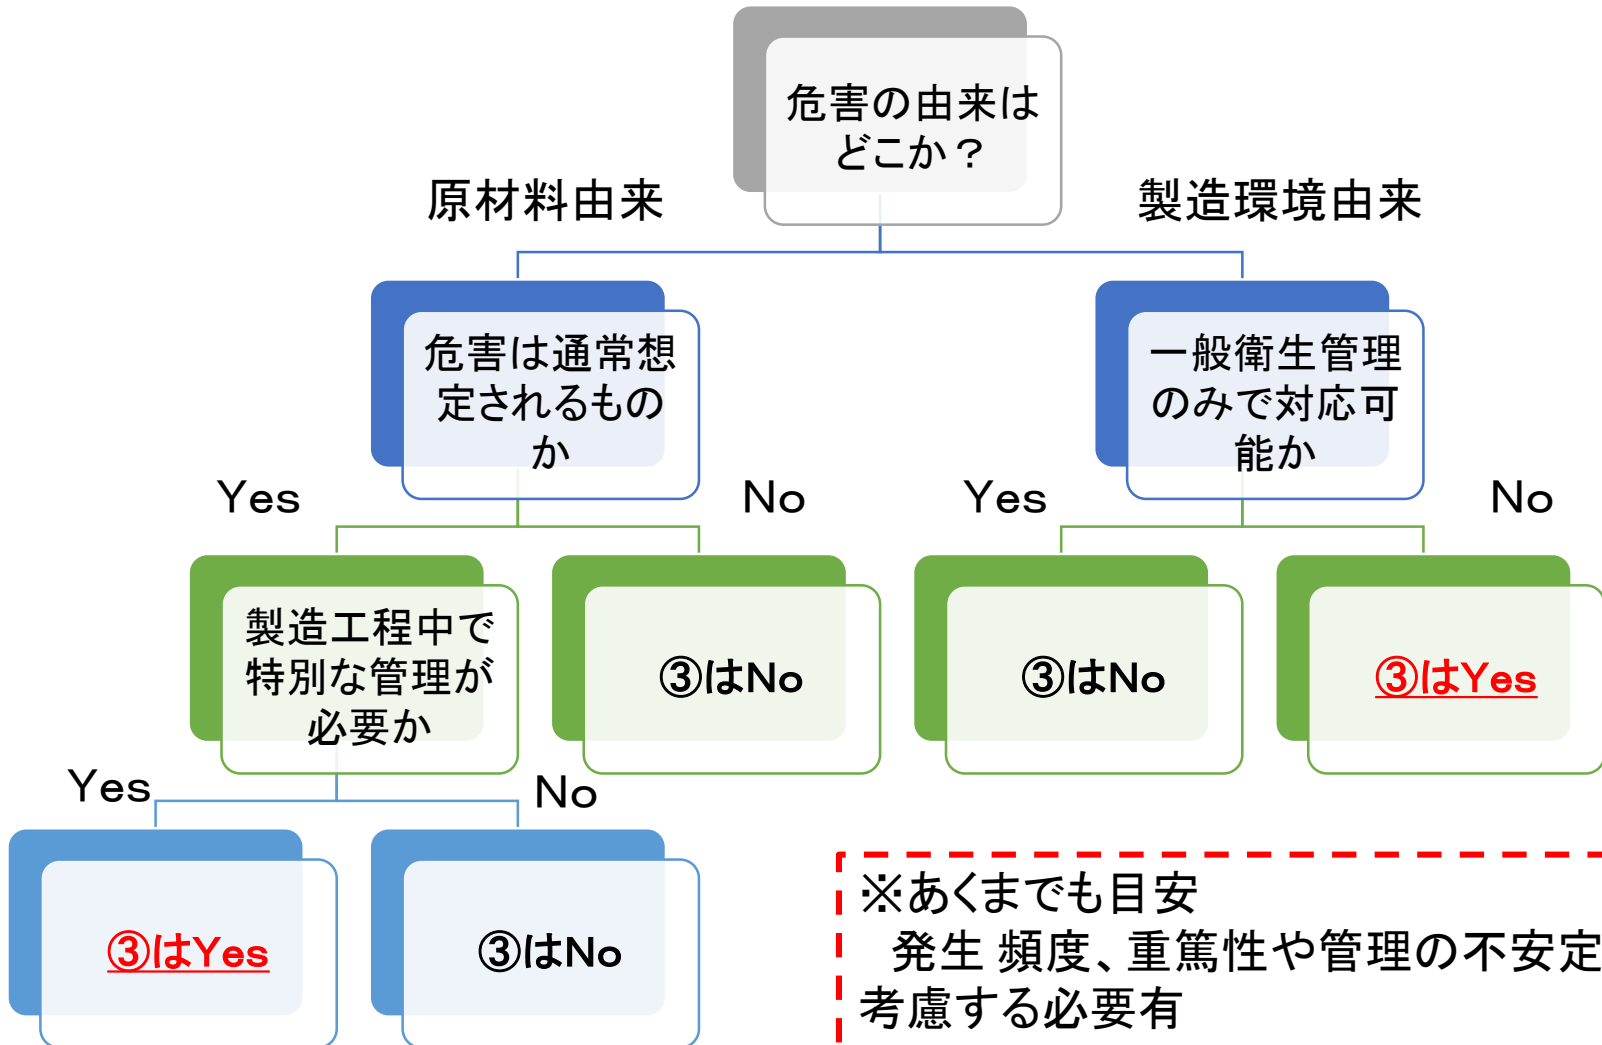 危害の由来は
どこか？
原材料由来
製造環境由来
危害は通常想
定されるもの
か
一般衛生管理
のみで対応可
能か
Yes
No
Yes
No
製造工程中で
特別な管理が
必要か
③はNo
③はNo
③はYes
Yes
No
③はYes
③はNo
※あくまでも目安
発生 頻度、重篤性や管理の不安定
考慮する必要有